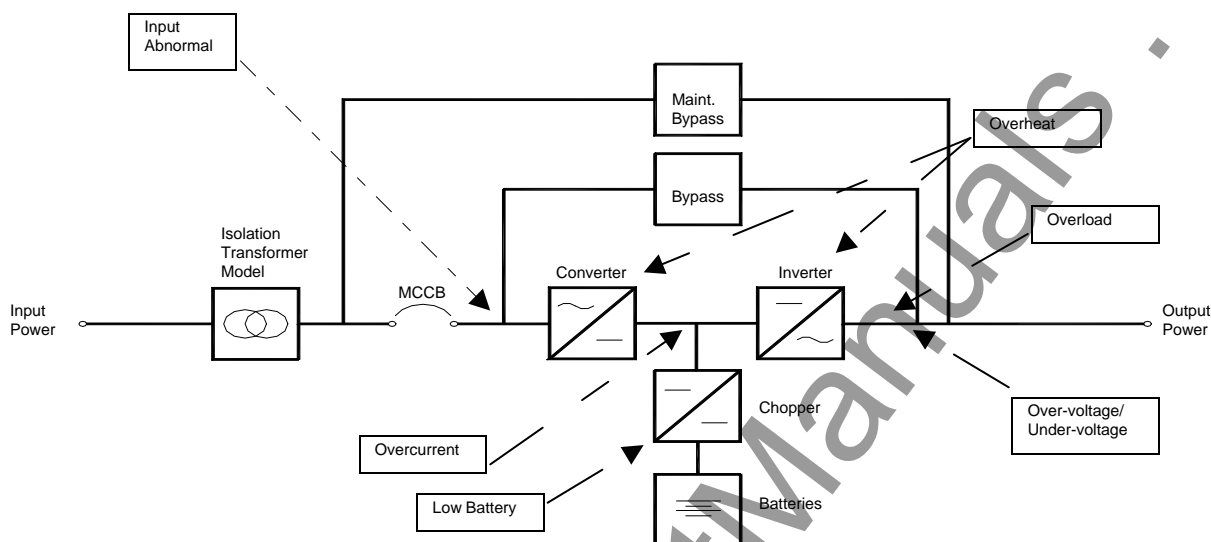 Input
Abnormal
Maint.
Bypass
Overheat
Bypass
Overload
Isolation
Transformer
Model
Converter
Inverter
MCCB
Input
Power
Output
Power
Chopper
Over-voltage/
Under-voltage
Overcurrent
Low Battery
Batteries
Manuals .